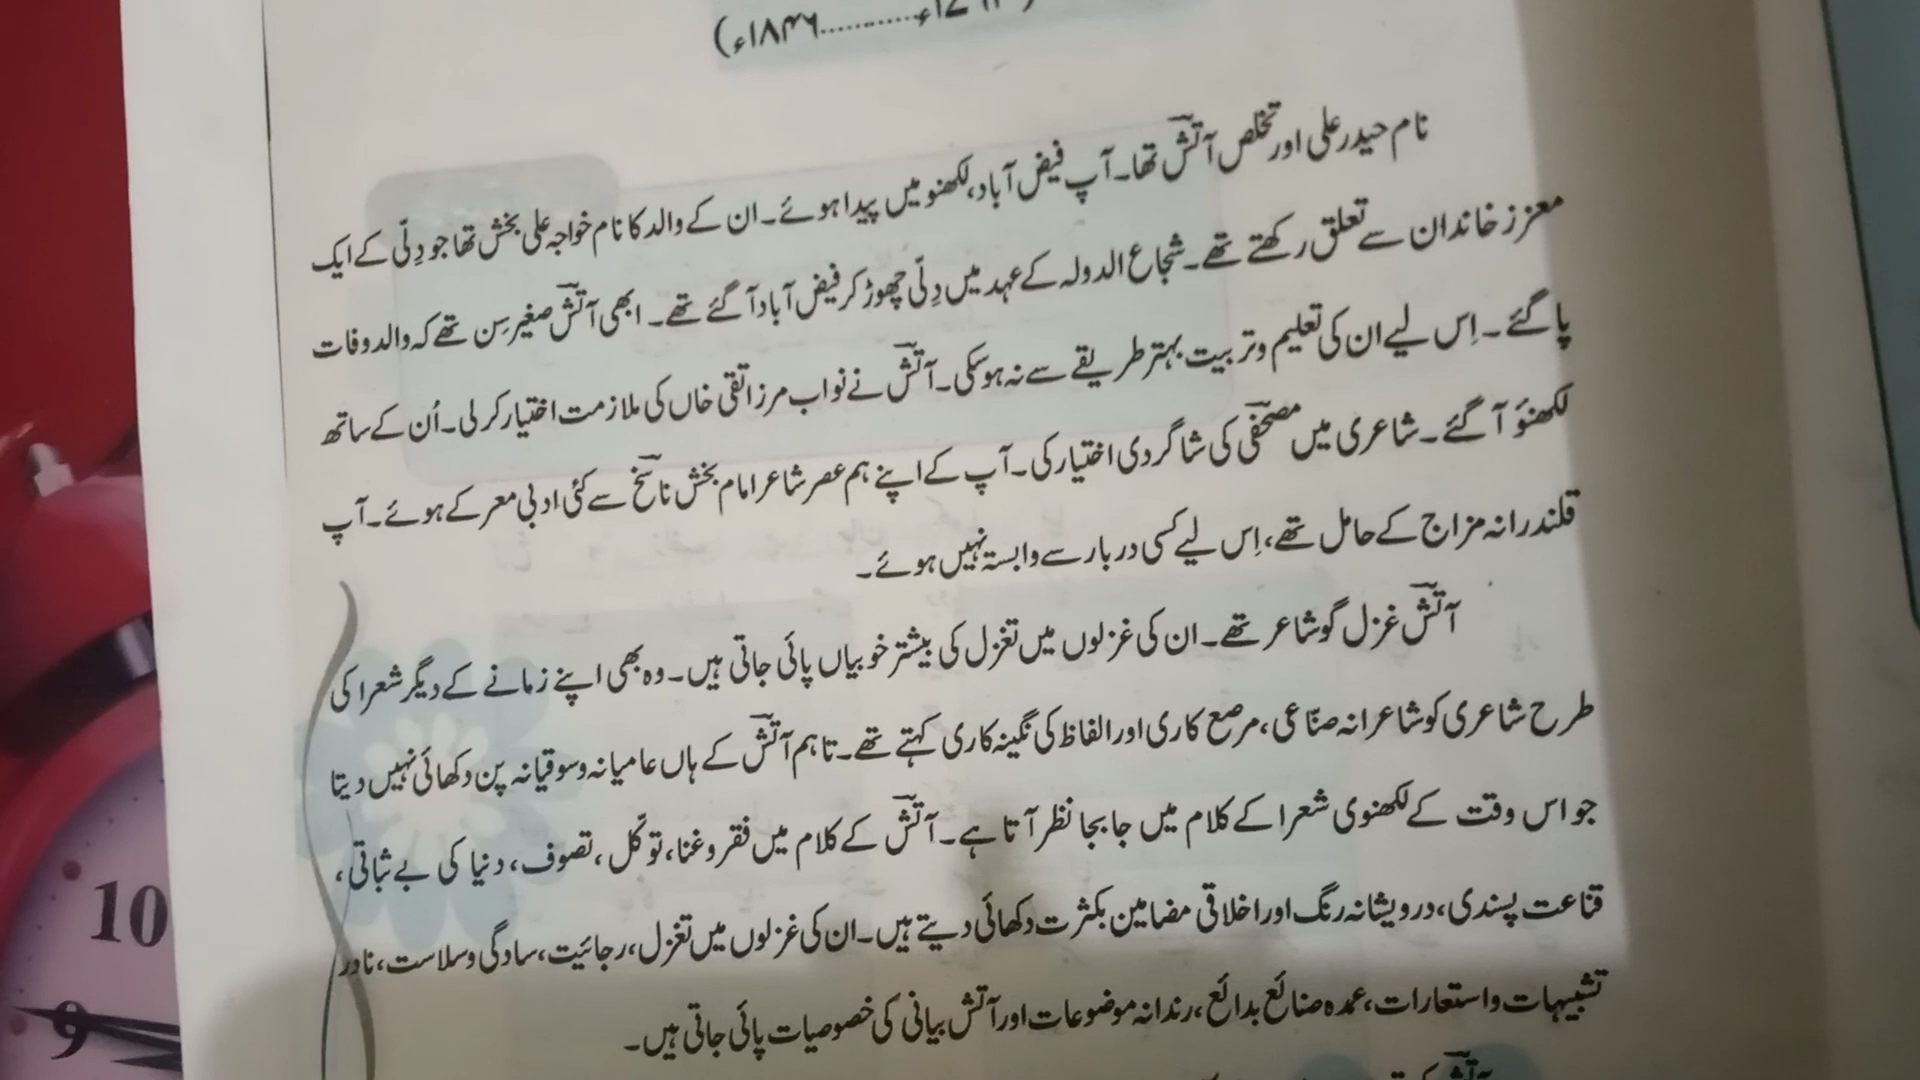 ۱۸۴۶ء)
نام حیدر علی اور تخلص آتشؔ تھا۔ آپ فیض آباد، لکھنو میں پیدا ہوئے۔ ان کے والد کا نام خواجہ علی بخش تھا جو دِلّی کے ایک
معزز خاندان سے تعلق رکھتے تھے۔ شجاع الدولہ کے عہد میں دِلّی چھوڑ کر فیض آباد آ گئے تھے۔ ابھی آتشؔ صغیر سِن تھے کہ والد وفات
پا گئے۔ اِس لیے ان کی تعلیم و تربیت بہتر طریقے سے نہ ہو سکی۔ آتشؔ نے نواب مرزا تقی خاں کی ملازمت اختیار کر لی۔ اُن کے ساتھ
لکھنؤ آ گئے۔ شاعری میں مصحفیؔ کی شاگردی اختیار کی۔ آپ کے اپنے ہم عصر شاعر امام بخش ناسخؔ سے کئی ادبی معرکے ہوئے۔ آپ
قلندرانہ مزاج کے حامل تھے، اِس لیے کسی دربار سے وابستہ نہیں ہوئے۔
آتشؔ غزل گو شاعر تھے۔ ان کی غزلوں میں تغزل کی بیشتر خوبیاں پائی جاتی ہیں۔ وہ بھی اپنے زمانے کے دیگر شعرا کی
طرح شاعری کو شاعرانہ صنّاعی، مرصع کاری اور الفاظ کی نگینہ کاری کہتے تھے۔ تاہم آتشؔ کے ہاں عامیانہ و سوقیانہ پن دکھائی نہیں دیتا
جو اس وقت کے لکھنوی شعرا کے کلام میں جا بجا نظر آتا ہے۔ آتشؔ کے کلام میں فقر و غنا، توکّل، تصوف، دنیا کی بے ثباتی،
قناعت پسندی، درویشانہ رنگ اور اخلاقی مضامین بکثرت دکھائی دیتے ہیں۔ ان کی غزلوں میں تغزل، رجائیت، سادگی و سلاست، نادر
تشبیہات و استعارات، عمدہ صنائع بدائع، رندانہ موضوعات اور آتش بیانی کی خصوصیات پائی جاتی ہیں۔
10
9